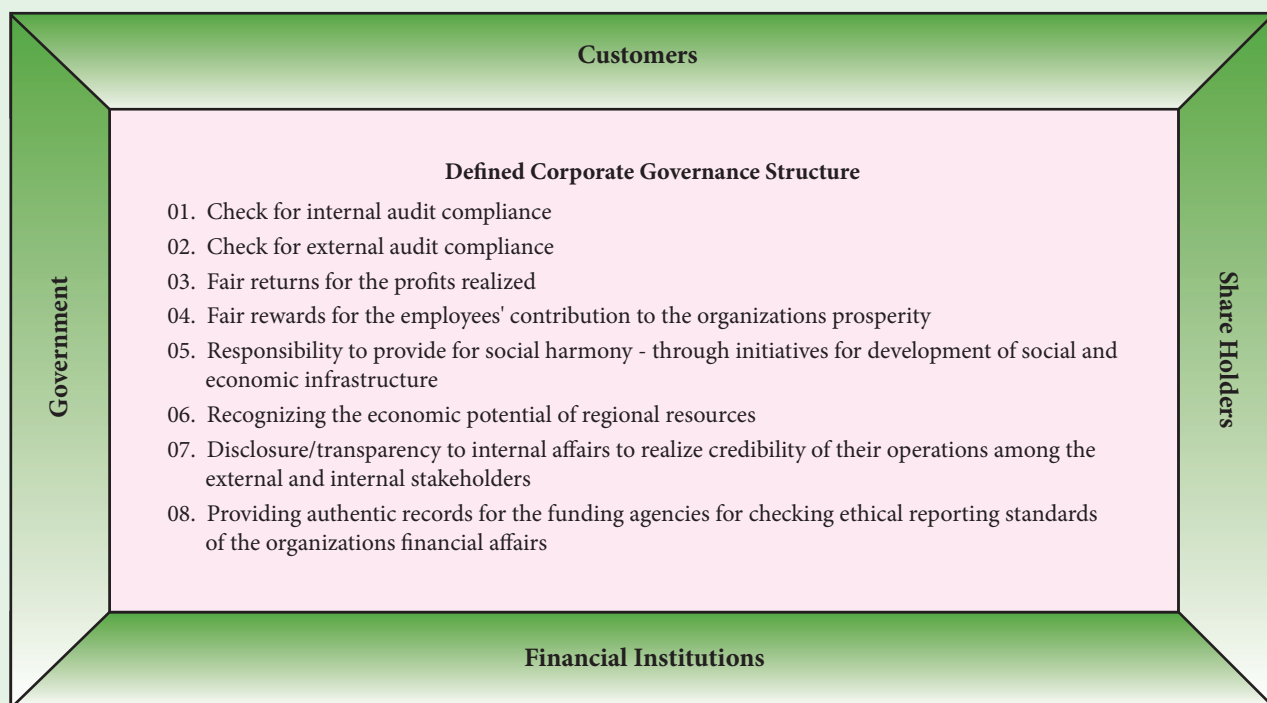 Customers
Government
Defined Corporate Governance Structure
01. Check for internal audit compliance
02. Check for external audit compliance
03. Fair returns for the profits realized
04. Fair rewards for the employees' contribution to the organizations prosperity
05. Responsibility to provide for social harmony - through initiatives for development of social and
economic infrastructure
06. Recognizing the economic potential of regional resources
07. Disclosure/transparency to internal affairs to realize credibility of their operations among the
external and internal stakeholders
08. Providing authentic records for the funding agencies for checking ethical reporting standards
of the organizations financial affairs
Share Holders
Financial Institutions